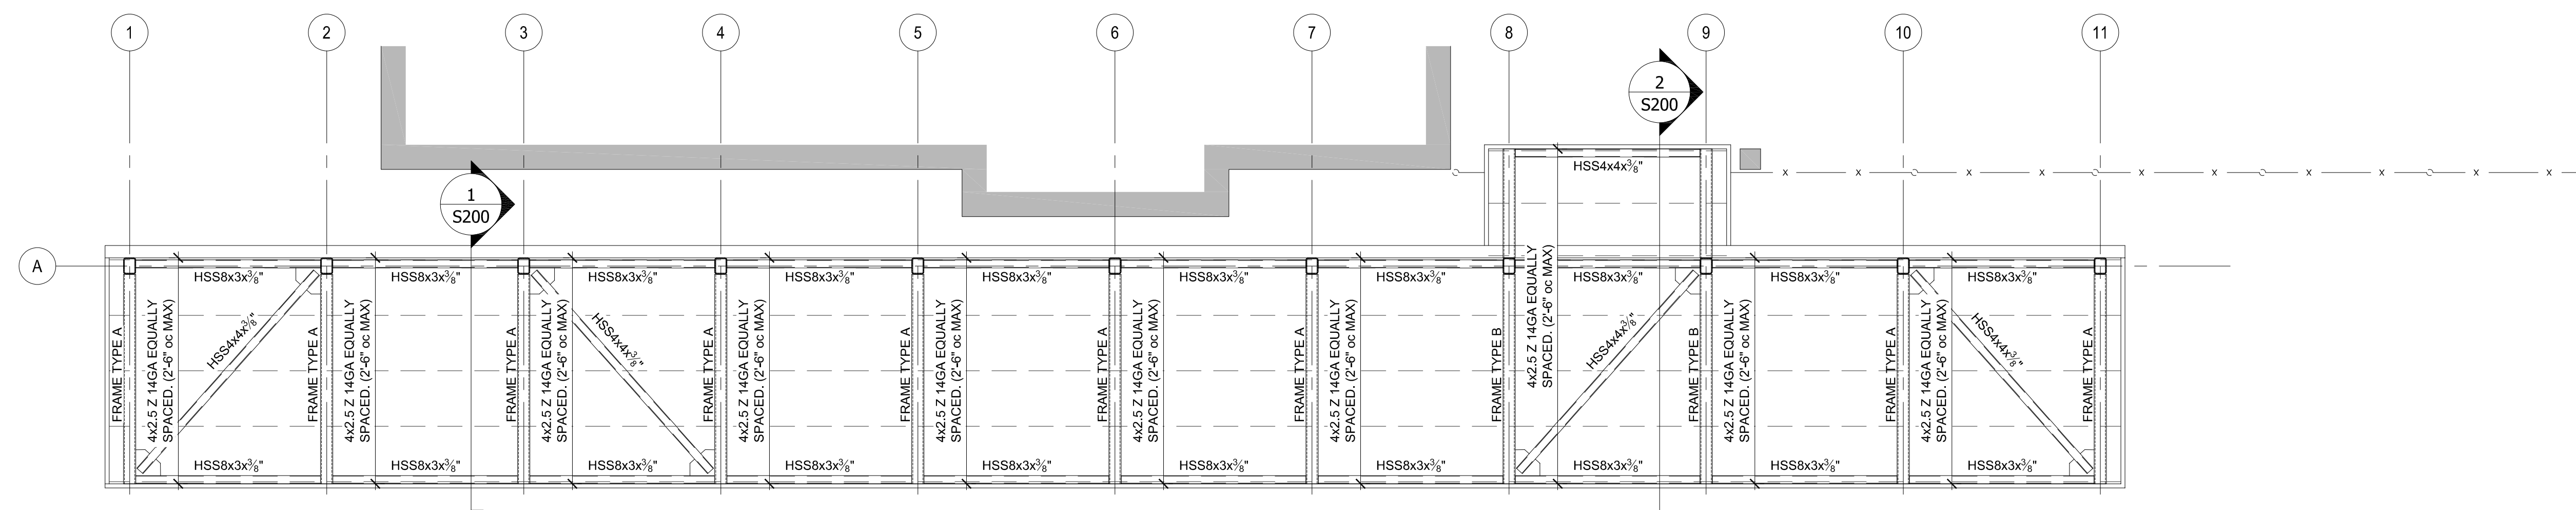 1 2 3 4 5 6 7 8 9 10 11
2
S200
1
S200
HSS4x4x3/8"
A
HSS8x3x3/8" HSS8x3x3/8" HSS8x3x3/8" HSS8x3x3/8" HSS8x3x3/8" HSS8x3x3/8" HSS8x3x3/8" HSS8x3x3/8" HSS8x3x3/8" HSS8x3x3/8"
FRAME TYPE A
4x2.5 Z 14GA EQUALLY
SPACED. (2'-6" oc MAX)
HSS4x4x3/8"
FRAME TYPE A
4x2.5 Z 14GA EQUALLY
SPACED. (2'-6" oc MAX)
FRAME TYPE A
4x2.5 Z 14GA EQUALLY
SPACED. (2'-6" oc MAX)
HSS4x4x3/8"
FRAME TYPE A
4x2.5 Z 14GA EQUALLY
SPACED. (2'-6" oc MAX)
FRAME TYPE A
4x2.5 Z 14GA EQUALLY
SPACED. (2'-6" oc MAX)
FRAME TYPE A
4x2.5 Z 14GA EQUALLY
SPACED. (2'-6" oc MAX)
FRAME TYPE A
4x2.5 Z 14GA EQUALLY
SPACED. (2'-6" oc MAX)
FRAME TYPE B
4x2.5 Z 14GA EQUALLY
SPACED. (2'-6" oc MAX)
HSS4x4x3/8"
FRAME TYPE B
4x2.5 Z 14GA EQUALLY
SPACED. (2'-6" oc MAX)
FRAME TYPE A
4x2.5 Z 14GA EQUALLY
SPACED. (2'-6" oc MAX)
HSS4x4x3/8"
FRAME TYPE A
HSS8x3x3/8" HSS8x3x3/8" HSS8x3x3/8" HSS8x3x3/8" HSS8x3x3/8" HSS8x3x3/8" HSS8x3x3/8" HSS8x3x3/8" HSS8x3x3/8" HSS8x3x3/8"